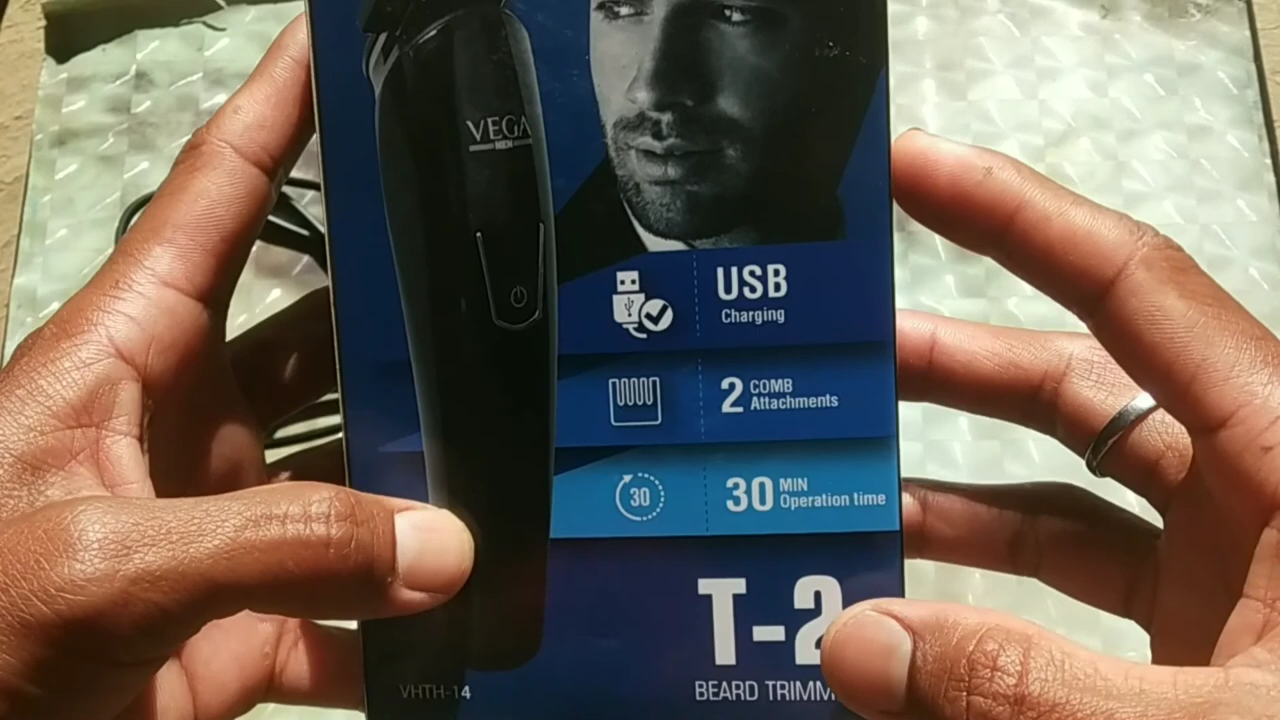 VEGA
MEN
USB
Charging
2 COMB
Attachments
30
30 MIN
Operation time
T-2
BEARD TRIMM
VHTH-14